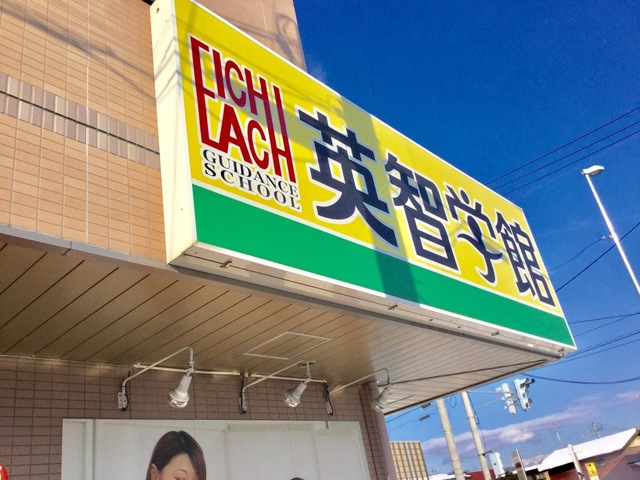 EICHI
EACH
GUIDANCE
SCHOOL
英智学館